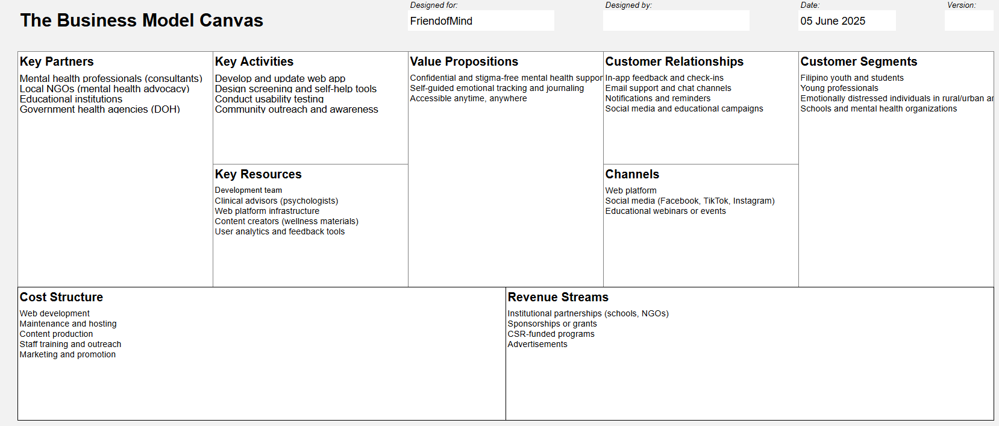 The Business Model Canvas
Designed for:
FriendofMind
Designed by:
Date:
05 June 2025
Version:
Key Partners
Mental health professionals (consultants)
Local NGOs (mental health advocacy)
Educational institutions
Government health agencies (DOH)
Key Activities
Develop and update web app
Design screening and self-help tools
Conduct usability testing
Community outreach and awareness
Key Resources
Development team
Clinical advisors (psychologists)
Web platform infrastructure
Content creators (wellness materials)
User analytics and feedback tools
Value Propositions
Confidential and stigma-free mental health suppor
Self-guided emotional tracking and journaling
Accessible anytime, anywhere
Customer Relationships
In-app feedback and check-ins
Email support and chat channels
Notifications and reminders
Social media and educational campaigns
Channels
Web platform
Social media (Facebook, TikTok, Instagram)
Educational webinars or events
Customer Segments
Filipino youth and students
Young professionals
Emotionally distressed individuals in rural/urban ar
Schools and mental health organizations
Cost Structure
Web development
Maintenance and hosting
Content production
Staff training and outreach
Marketing and promotion
Revenue Streams
Institutional partnerships (schools, NGOs)
Sponsorships or grants
CSR-funded programs
Advertisements